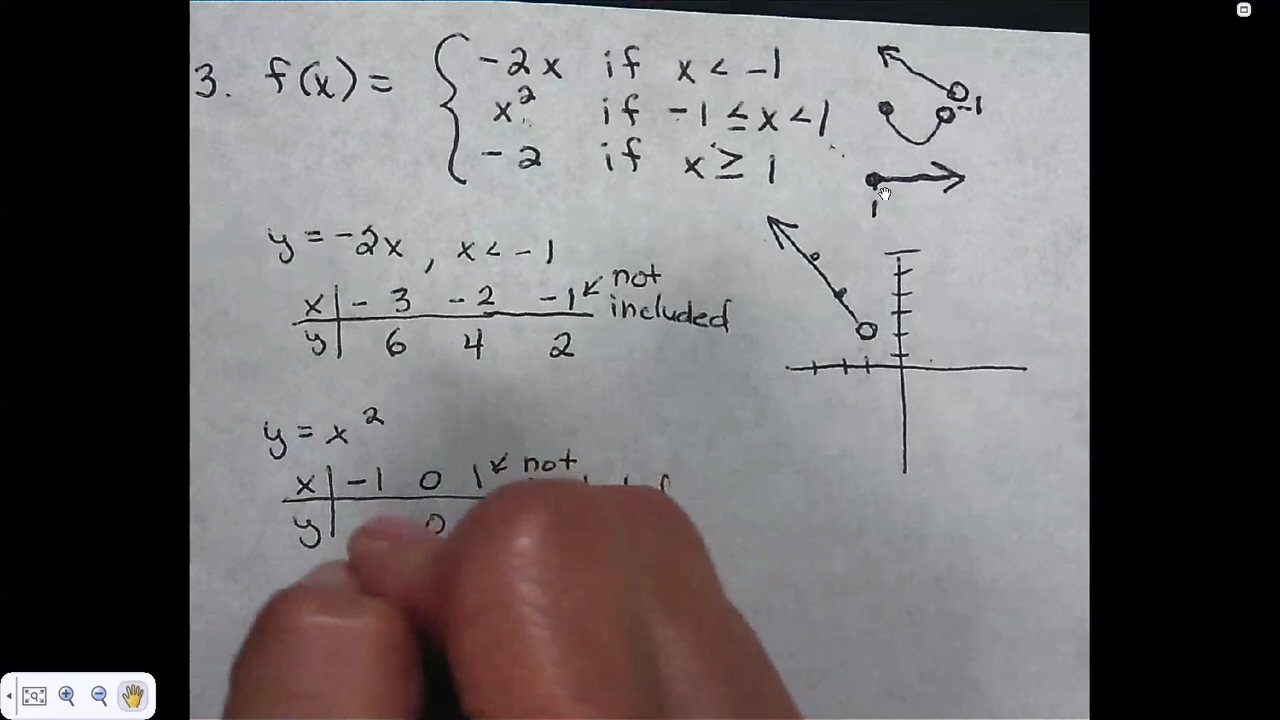 3. f(x) = { -2x if x < -1
x² if -1 ≤ x < 1
-2 if x ≥ 1
-1
1
y = -2x , x < -1
x | -3 -2 -1 ↙ not included
y | 6 4 2
y = x²
x | -1 0 1 ↙ not
y | 0